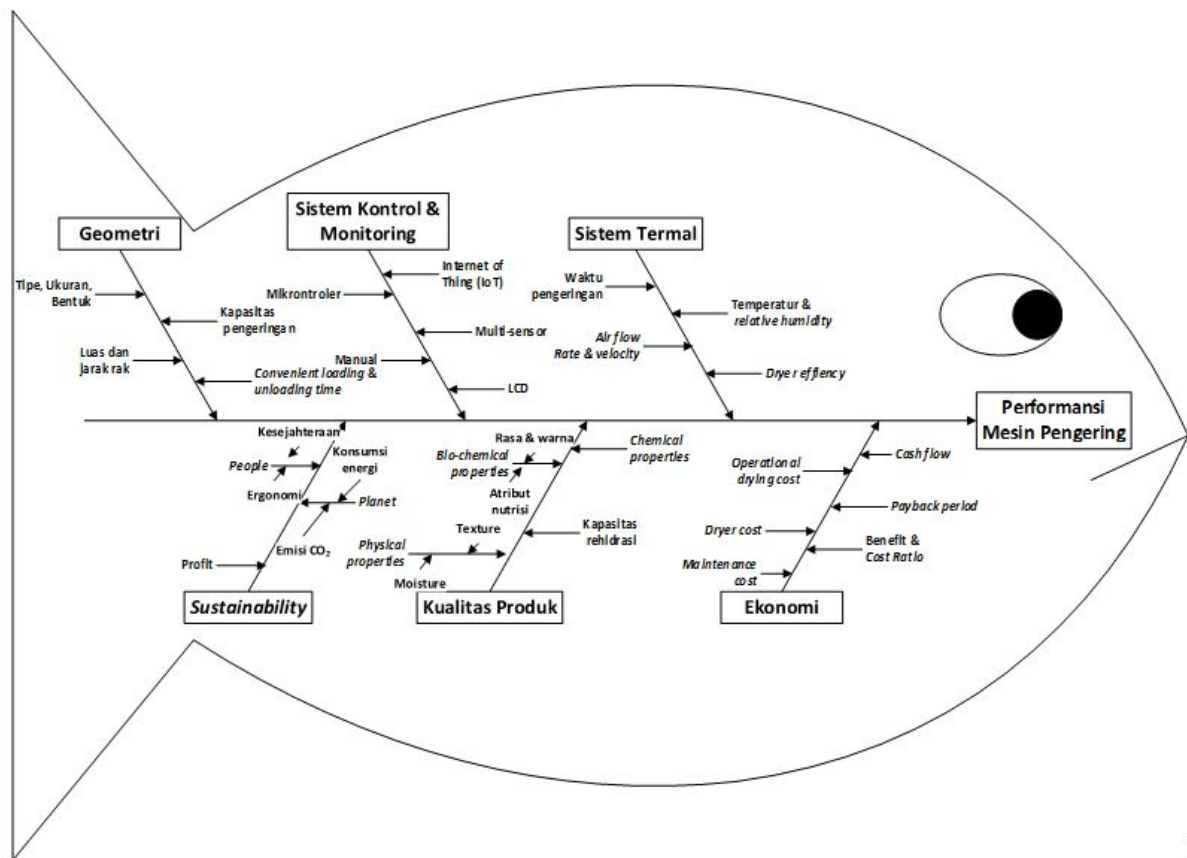 Geometri
Sistem Kontrol &
Monitoring
Sistem Termal
Tipe, Ukuran,
Bentuk
Kapasitas
pengeringan
Luas dan
jarak rak
Convenient loading &
unloading time
Internet of
Thing (IoT)
Mikrontroler
Multi-sensor
Manual
LCD
Waktu
pengeringan
Temperatur &
relative humidity
Air flow
Rate & velocity
Dryer effiency
Performansi
Mesin Pengering
Kesejahteraan
People
Ergonomi
Konsumsi
energi
Planet
Emisi CO₂
Profit
Sustainability
Rasa & warna
Bio-chemical
properties
Atribut
nutrisi
Chemical
properties
Texture
Physical
properties
Moisture
Kapasitas
rehidrasi
Kualitas Produk
Cash flow
Operational
drying cost
Payback period
Dryer cost
Benefit &
Cost Ratio
Maintenance
cost
Ekonomi